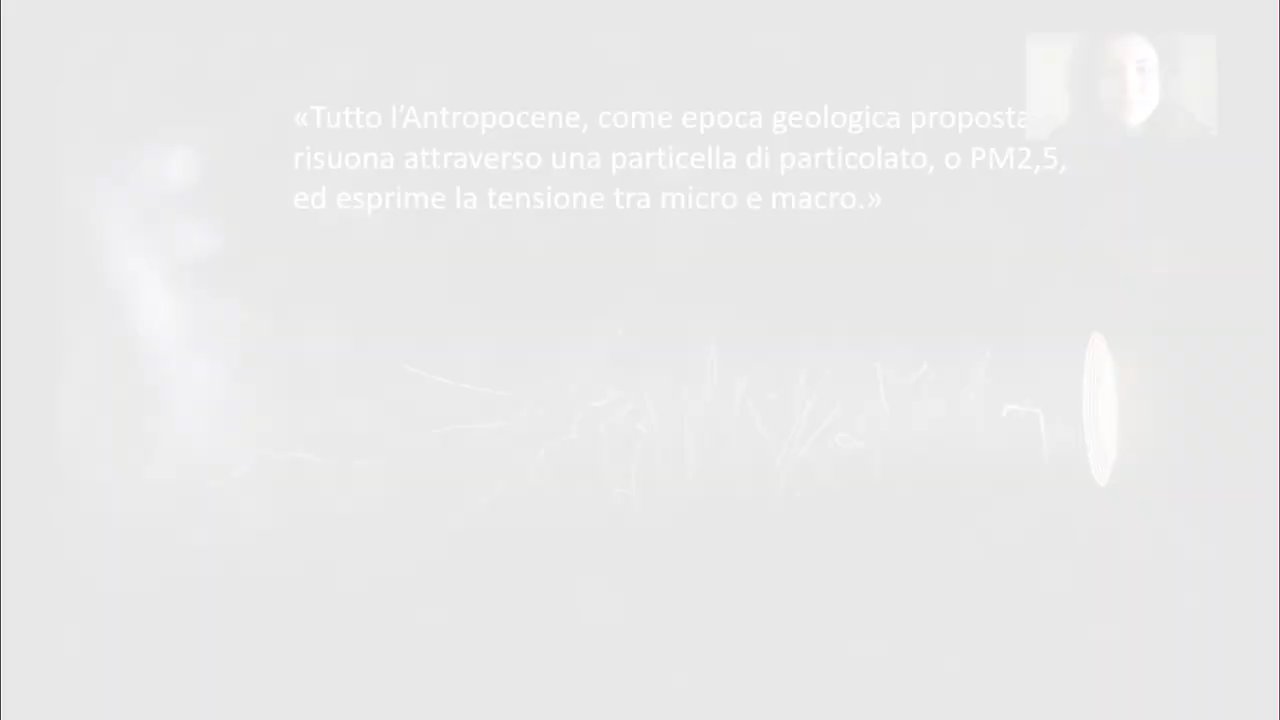 «Tutto l’Antropocene, come epoca geologica proposta
risuona attraverso una particella di particolato, o PM2,5,
ed esprime la tensione tra micro e macro.»